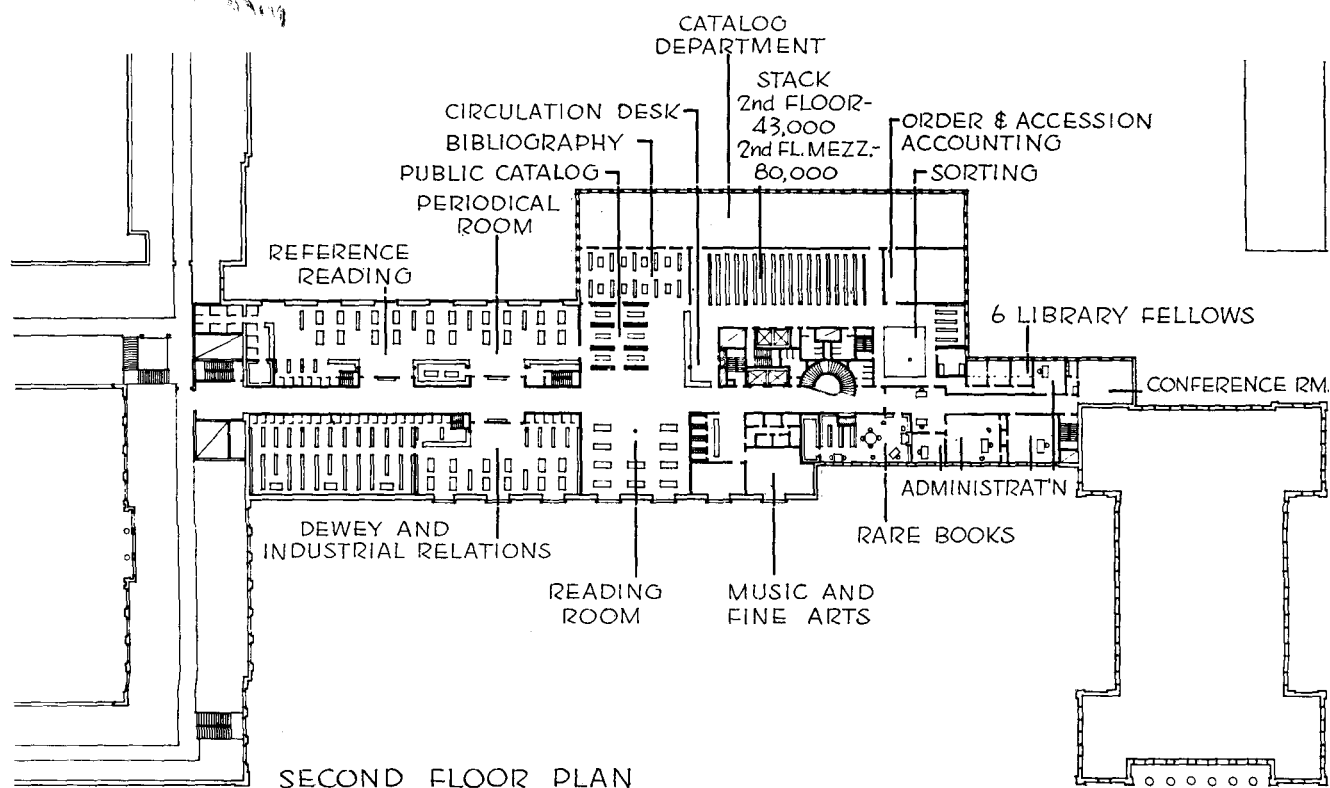 CATALOG
DEPARTMENT
STACK
2nd FLOOR-
43,000
2nd FL. MEZZ.-
80,000
CIRCULATION DESK
BIBLIOGRAPHY
PUBLIC CATALOG
PERIODICAL
ROOM
REFERENCE
READING
ORDER & ACCESSION
ACCOUNTING
SORTING
6 LIBRARY FELLOWS
CONFERENCE RM.
ADMINISTRAT'N
RARE BOOKS
DEWEY AND
INDUSTRIAL RELATIONS
READING
ROOM
MUSIC AND
FINE ARTS
SECOND FLOOR PLAN